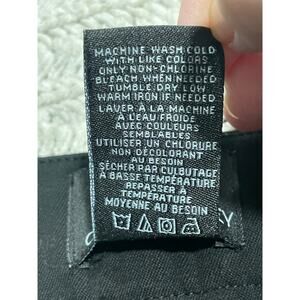 MACHINE WASH COLD
WITH LIKE COLORS
ONLY NON-CHLORINE
BLEACH WHEN NEEDED
TUMBLE DRY LOW
WARM IRON IF NEEDED
LAVER À LA MACHINE
À L'EAU FROIDE
AVEC COULEURS
SEMBLABLES
UTILISER UN CHLORURE
NON DÉCOLORANT
AU BESOIN
SÉCHER PAR CULBUTAGE
À BASSE TEMPÉRATURE
REPASSER À
TEMPÉRATURE
MOYENNE AU BESOIN